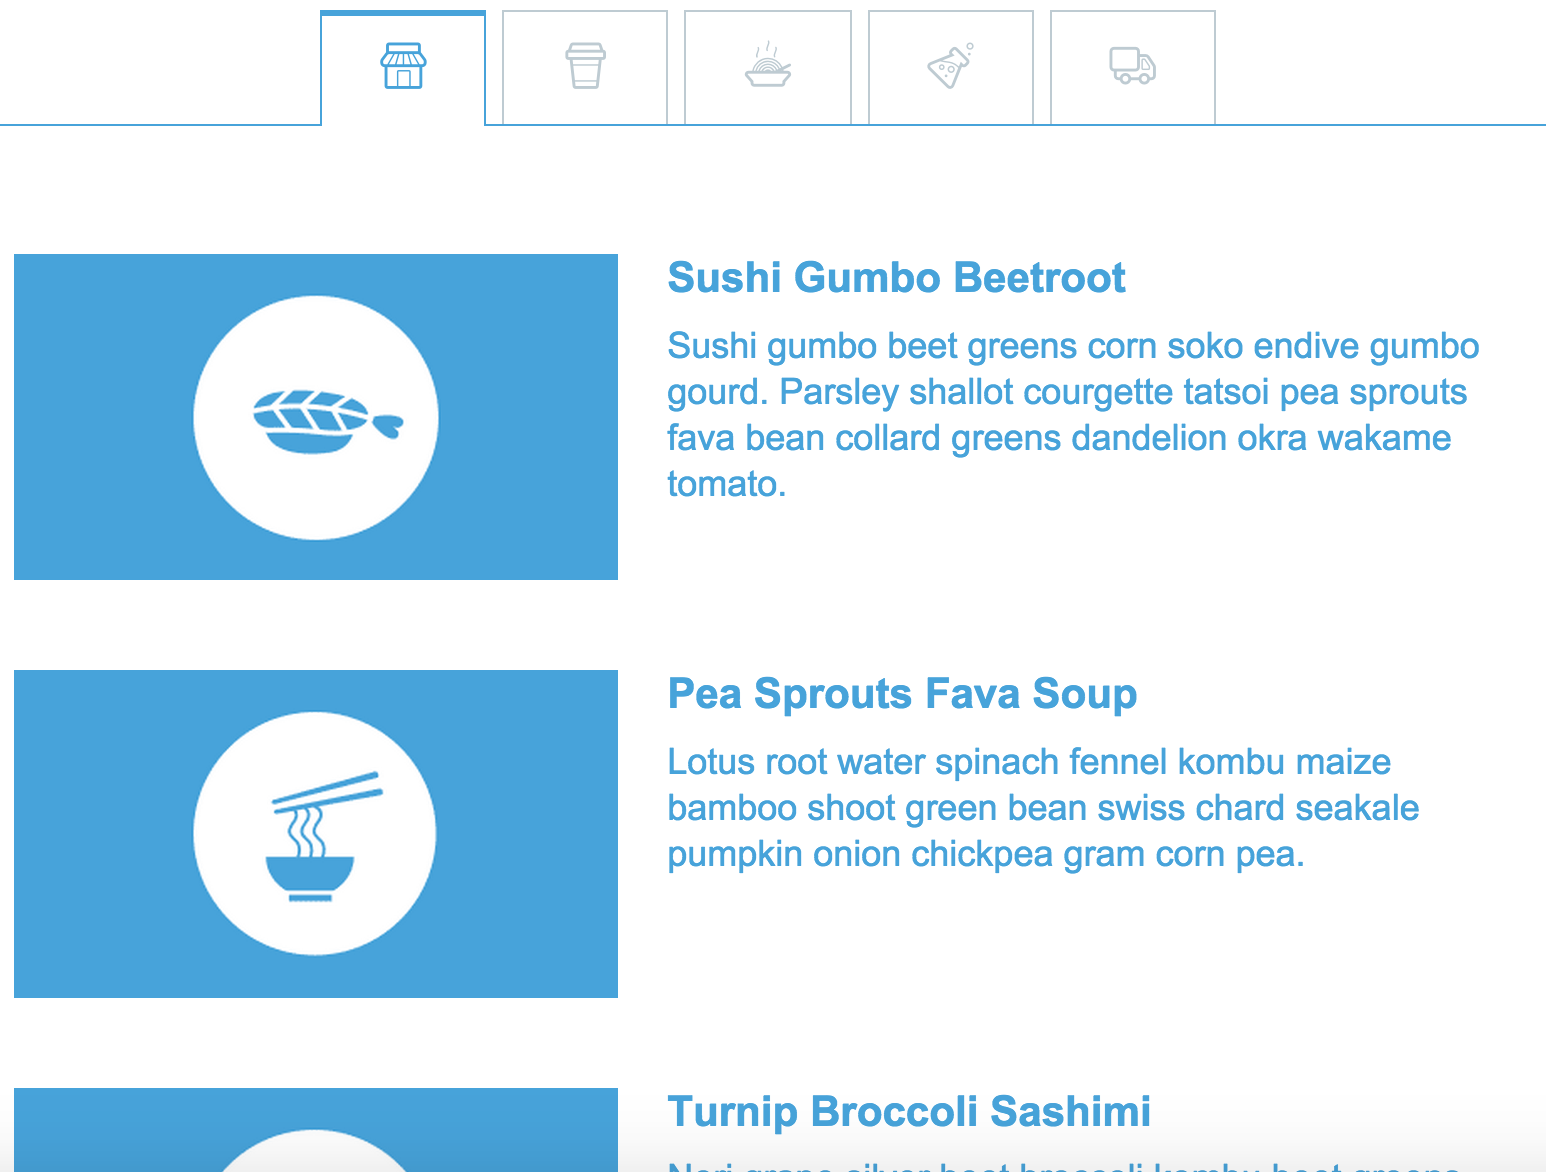 Sushi Gumbo Beetroot
Sushi gumbo beet greens corn soko endive gumbo
gourd. Parsley shallot courgette tatsoi pea sprouts
fava bean collard greens dandelion okra wakame
tomato.
Pea Sprouts Fava Soup
Lotus root water spinach fennel kombu maize
bamboo shoot green bean swiss chard seakale
pumpkin onion chickpea gram corn pea.
Turnip Broccoli Sashimi